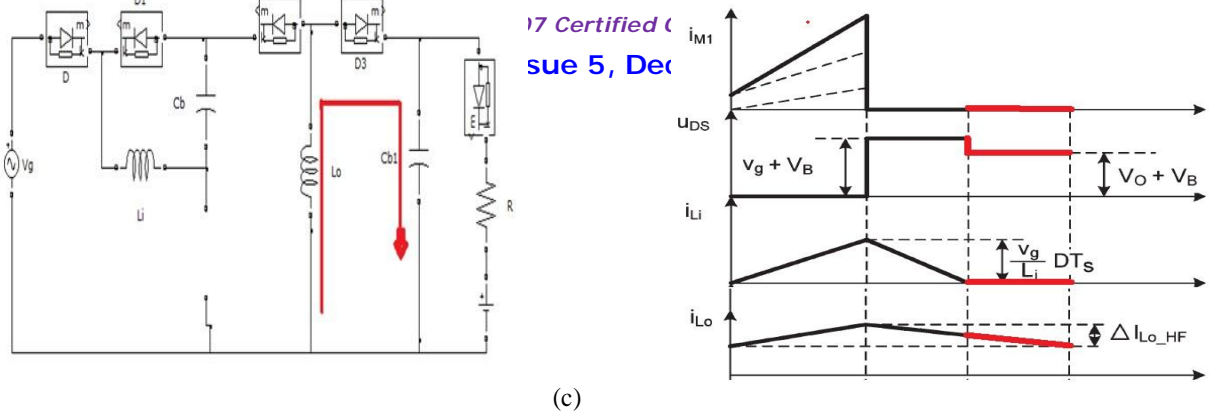 D1
m
m
m
m
k
k
D
D3
Cb
E
Vg
Lo
Cb1
Li
R
07 Certified
sue 5, Dec
iM1
uDS
vg + VB
VO + VB
iLi
vg
Li
DTS
iLo
Δ ILo_HF
(c)